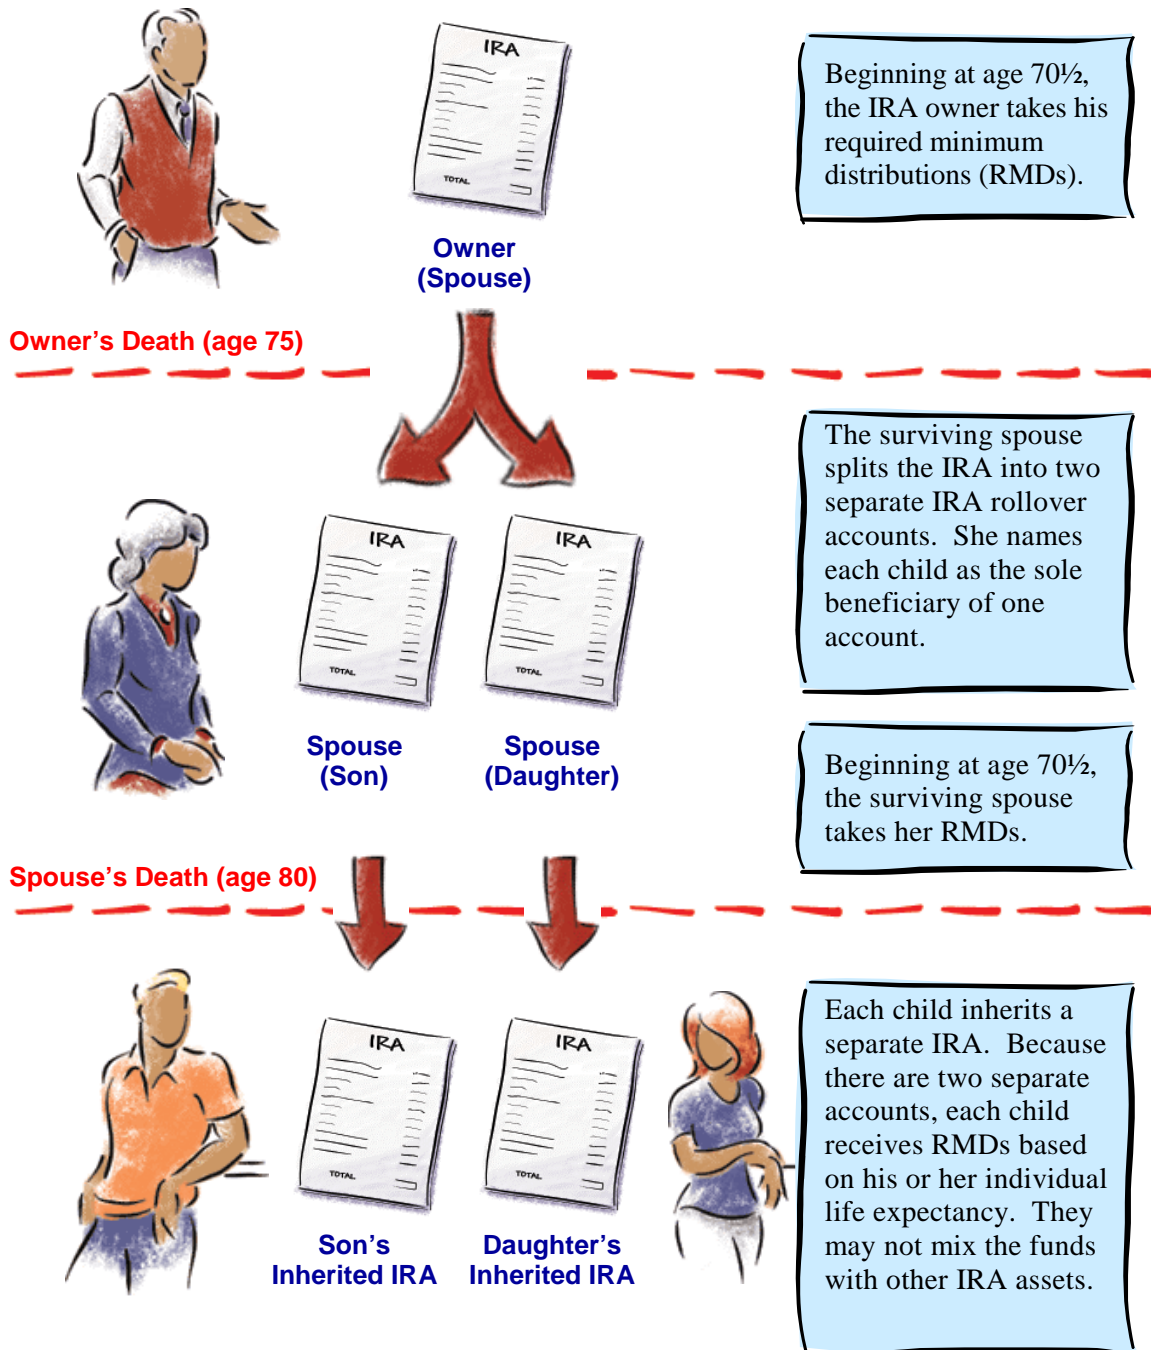 IRA
TOTAL
Owner
(Spouse)
Beginning at age 70½,
the IRA owner takes his
required minimum
distributions (RMDs).
Owner’s Death (age 75)
The surviving spouse
splits the IRA into two
separate IRA rollover
accounts.  She names
each child as the sole
beneficiary of one
account.
IRA
TOTAL
IRA
TOTAL
Spouse
(Son)
Spouse
(Daughter)
Beginning at age 70½,
the surviving spouse
takes her RMDs.
Spouse’s Death (age 80)
IRA
TOTAL
IRA
TOTAL
Son’s
Inherited IRA
Daughter’s
Inherited IRA
Each child inherits a
separate IRA.  Because
there are two separate
accounts, each child
receives RMDs based
on his or her individual
life expectancy.  They
may not mix the funds
with other IRA assets.